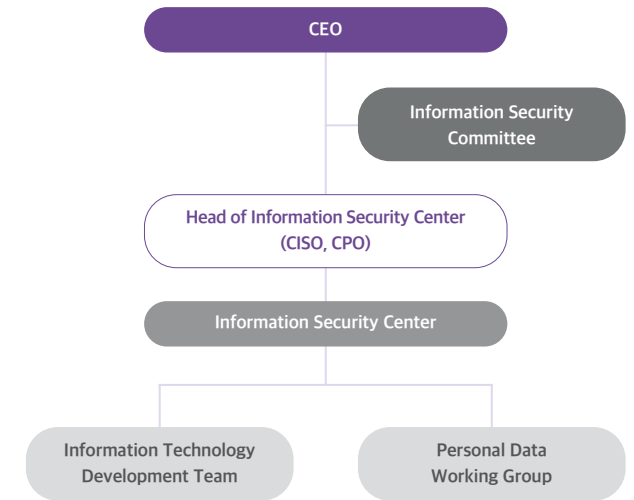 CEO
Information Security
Committee
Head of Information Security Center
(CISO, CPO)
Information Security Center
Information Technology
Development Team
Personal Data
Working Group